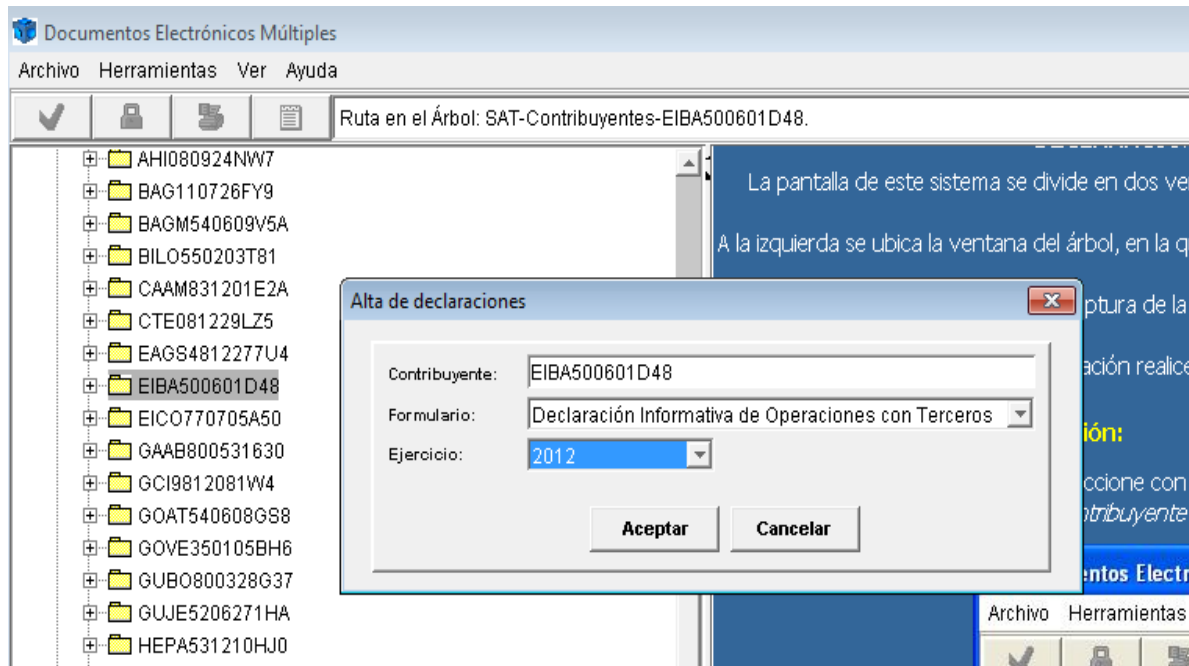 Documentos Electrónicos Múltiples
Archivo Herramientas Ver Ayuda
Ruta en el Árbol: SAT-Contribuyentes-EIBA500601D48.
AHI080924NW7
BAG110726FY9
BAGM540609V5A
BILO550203T81
CAAM831201E2A
CTE081229LZ5
EAGS4812277U4
EIBA500601D48
EICO770705A50
GAAB800531630
GCI9812081W4
GOAT540608GS8
GOVE350105BH6
GUBO800328G37
GUJE5206271HA
HEPA531210HJ0
La pantalla de este sistema se divide en dos ve
A la izquierda se ubica la ventana del árbol, en la q
Alta de declaraciones
Contribuyente: EIBA500601D48
Formulario: Declaración Informativa de Operaciones con Terceros
Ejercicio: 2012
Aceptar Cancelar
ptura de la
ación realice
ión:
ccione con
ntribuyente
entos Electr
Archivo Herramientas